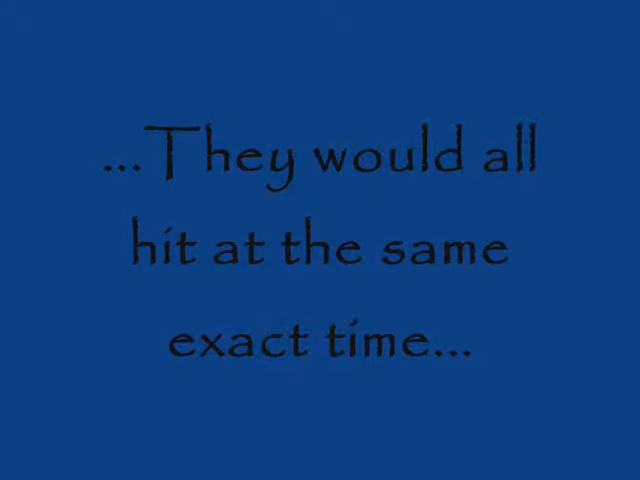 ...They would all
hit at the same
exact time...